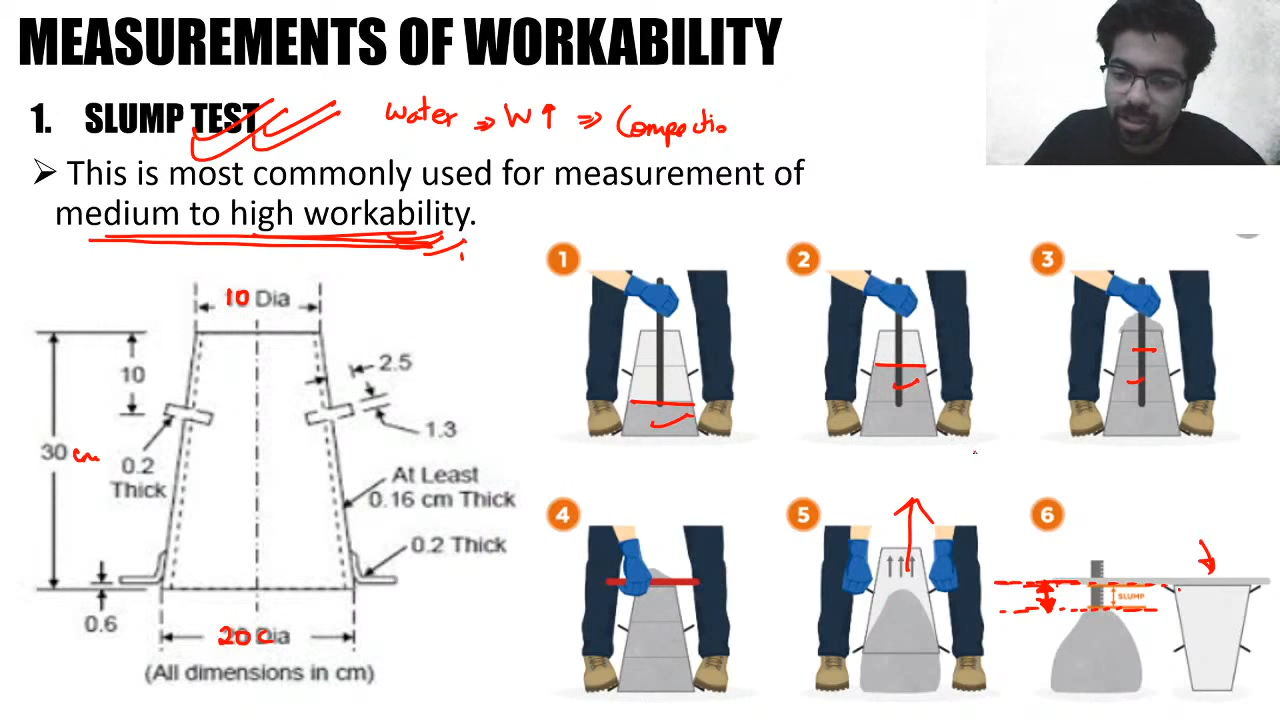 MEASUREMENTS OF WORKABILITY
1. SLUMP TEST
water ⇒ W↑ ⇒ Compactio
➢ This is most commonly used for measurement of
medium to high workability.
10 Dia
10
2.5
1.3
30 cm
0.2
Thick
At Least
0.16 cm Thick
0.2 Thick
0.6
20 c Dia
(All dimensions in cm)
1
2
3
4
5
6
SLUMP